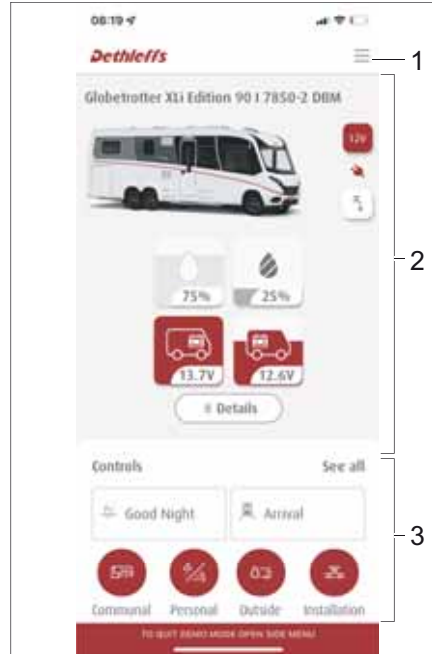 08:19
Dethleffs
1
Globetrotter XLi Edition 90 I 7850-2 DBM
12V
2
75%
25%
13.7V
12.6V
Details
Controls
See all
Good Night
Arrival
3
Communal
Personal
Outside
Installation
TO QUIT DEMO MODE OPEN SIDE MENU